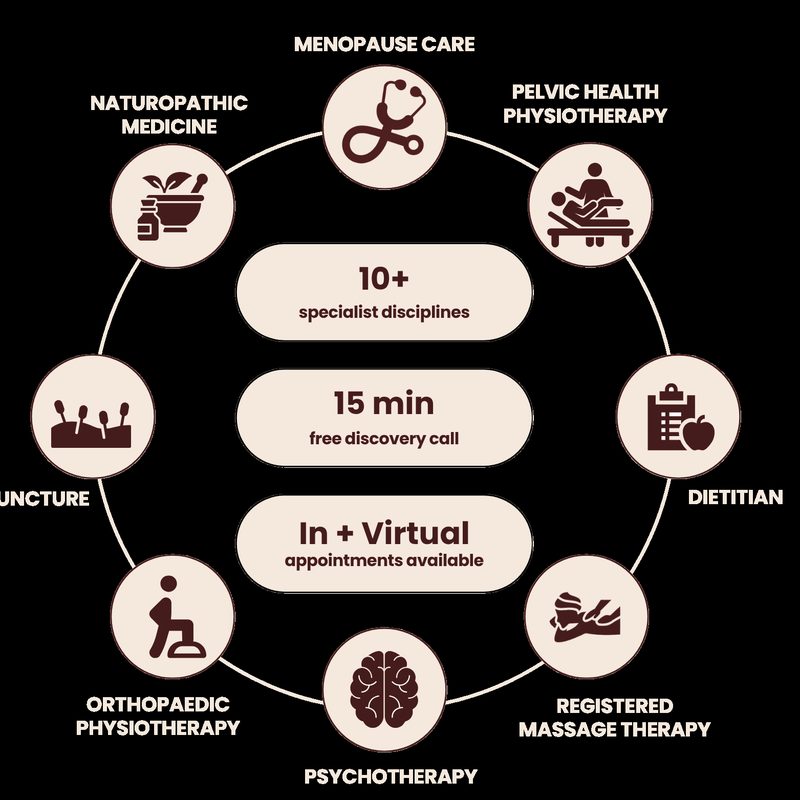 MENOPAUSE CARE
PELVIC HEALTH
PHYSIOTHERAPY
NATUROPATHIC
MEDICINE
10+
specialist disciplines
15 min
free discovery call
In + Virtual
appointments available
UNCTURE
DIETITIAN
ORTHOPAEDIC
PHYSIOTHERAPY
REGISTERED
MASSAGE THERAPY
PSYCHOTHERAPY